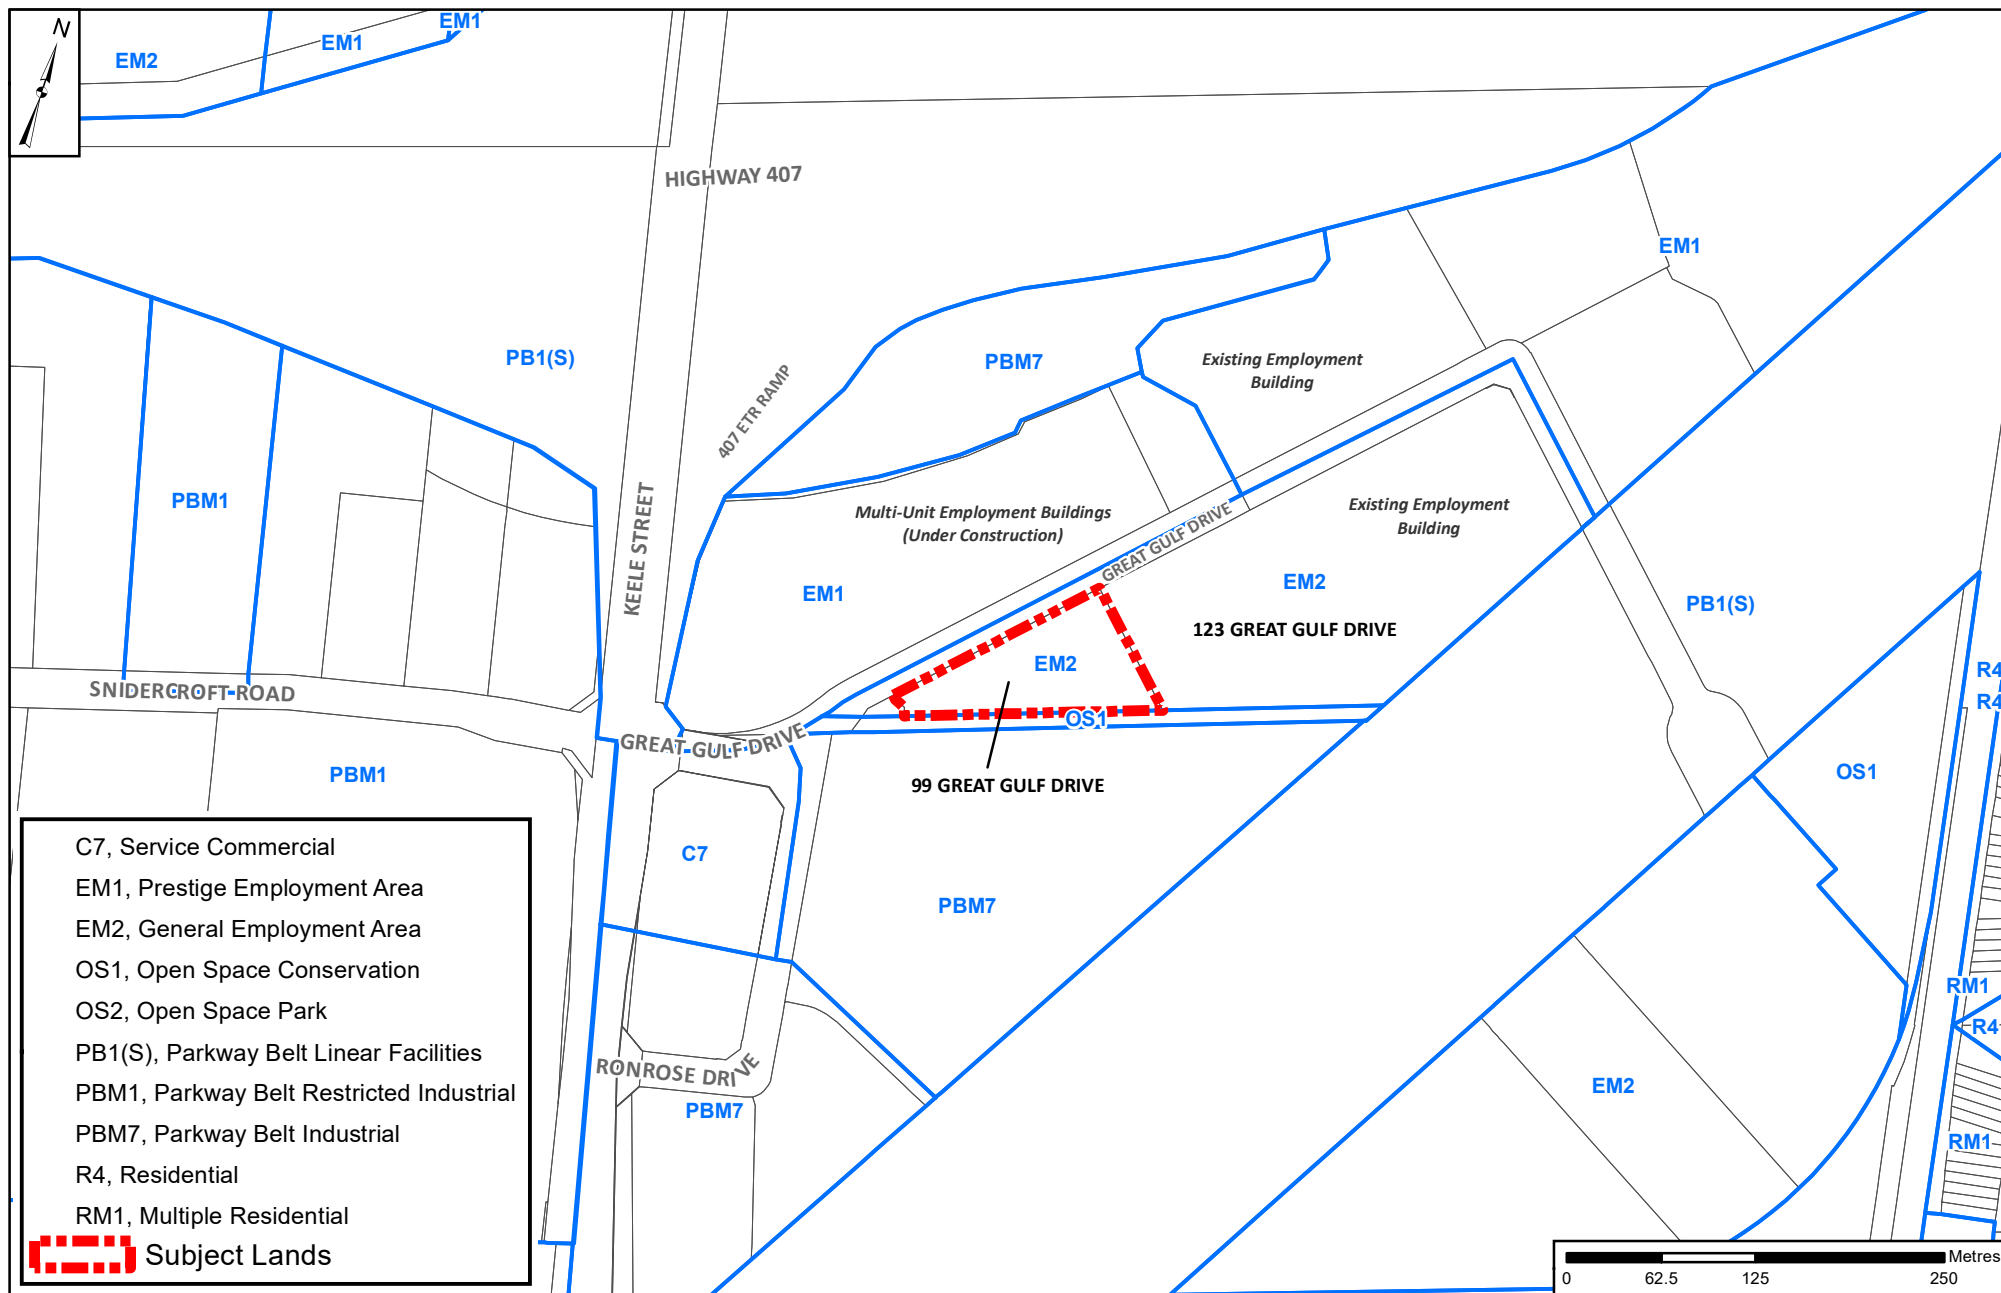 N
EM2
EM1
EM1
HIGHWAY 407
EM1
PB1(S)
407 ETR RAMP
PBM7
Existing Employment
Building
PBM1
KEELE STREET
Multi-Unit Employment Buildings
(Under Construction)
GREAT GULF DRIVE
Existing Employment
Building
EM1
EM2
123 GREAT GULF DRIVE
PB1(S)
EM2
R4
R4
SNIDERCROFT ROAD
OS1
GREAT GULF DRIVE
PBM1
99 GREAT GULF DRIVE
OS1
C7
PBM7
RM1
R4
RONROSE DRIVE
PBM7
EM2
RM1
C7, Service Commercial
EM1, Prestige Employment Area
EM2, General Employment Area
OS1, Open Space Conservation
OS2, Open Space Park
PB1(S), Parkway Belt Linear Facilities
PBM1, Parkway Belt Restricted Industrial
PBM7, Parkway Belt Industrial
R4, Residential
RM1, Multiple Residential
Subject Lands
Metres
0 62.5 125 250